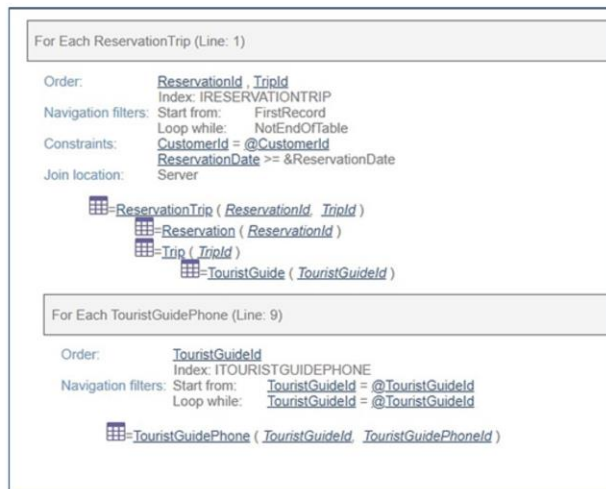 For Each ReservationTrip (Line: 1)
Order: ReservationId , TripId
Index: IRESERVATIONTRIP
Navigation filters: Start from: FirstRecord
Loop while: NotEndOfTable
Constraints: CustomerId = @CustomerId
ReservationDate >= &ReservationDate
Join location: Server
=ReservationTrip ( ReservationId, TripId )
=Reservation ( ReservationId )
=Trip ( TripId )
=TouristGuide ( TouristGuideId )
For Each TouristGuidePhone (Line: 9)
Order: TouristGuideId
Index: ITOURISTGUIDEPHONE
Navigation filters: Start from: TouristGuideId = @TouristGuideId
Loop while: TouristGuideId = @TouristGuideId
=TouristGuidePhone ( TouristGuideId, TouristGuidePhoneId )